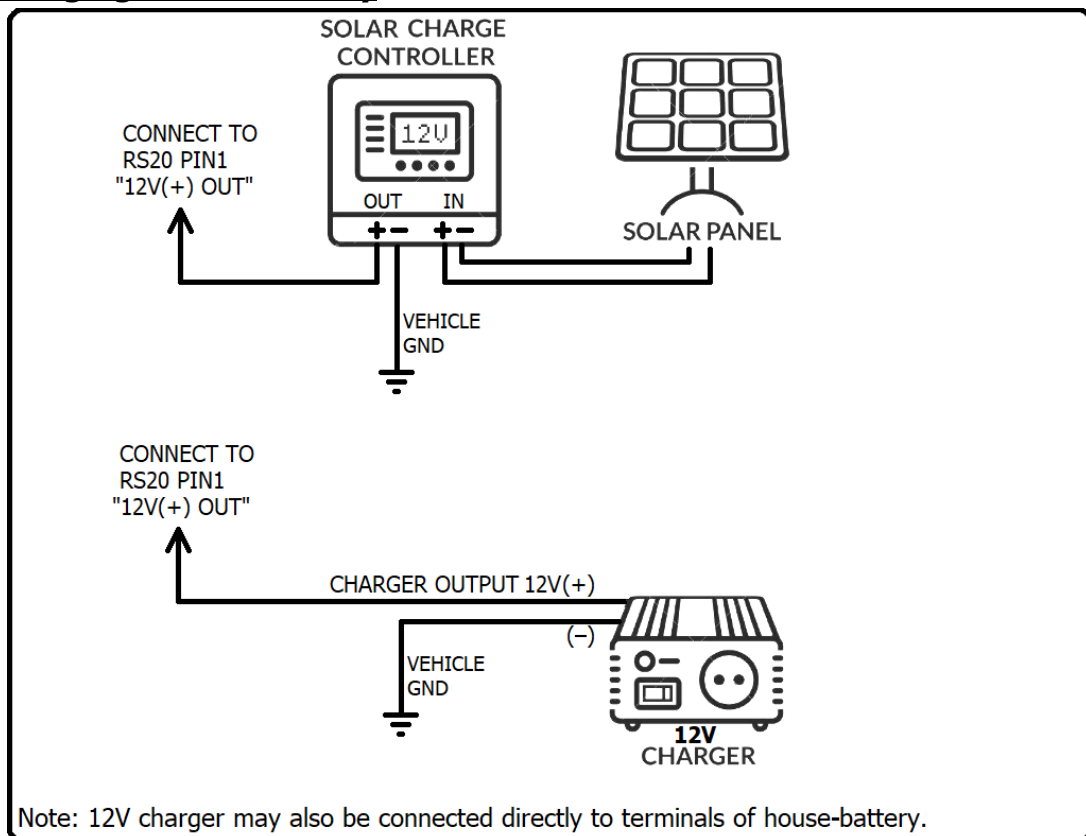 SOLAR CHARGE
CONTROLLER
12V
CONNECT TO
RS20 PIN1
"12V(+) OUT"
OUT IN
+ − + −
SOLAR PANEL
VEHICLE
GND
CONNECT TO
RS20 PIN1
"12V(+) OUT"
CHARGER OUTPUT 12V(+)
(−)
VEHICLE
GND
12V
CHARGER
Note: 12V charger may also be connected directly to terminals of house-battery.